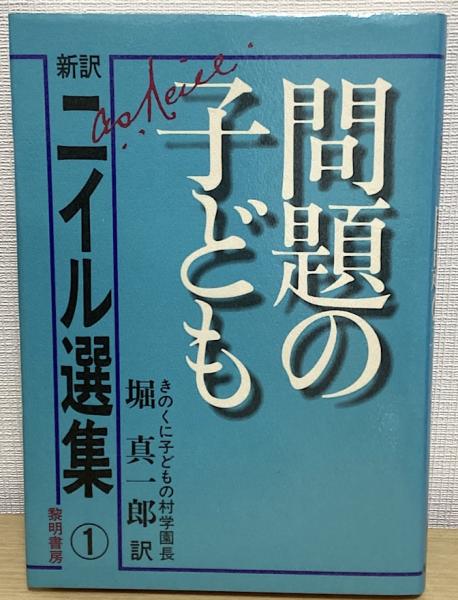 問題の
子ども
A.S.Neill.
新訳
ニイル選集
①
きのくに子どもの村学園長
堀 真一郎 訳
黎明書房